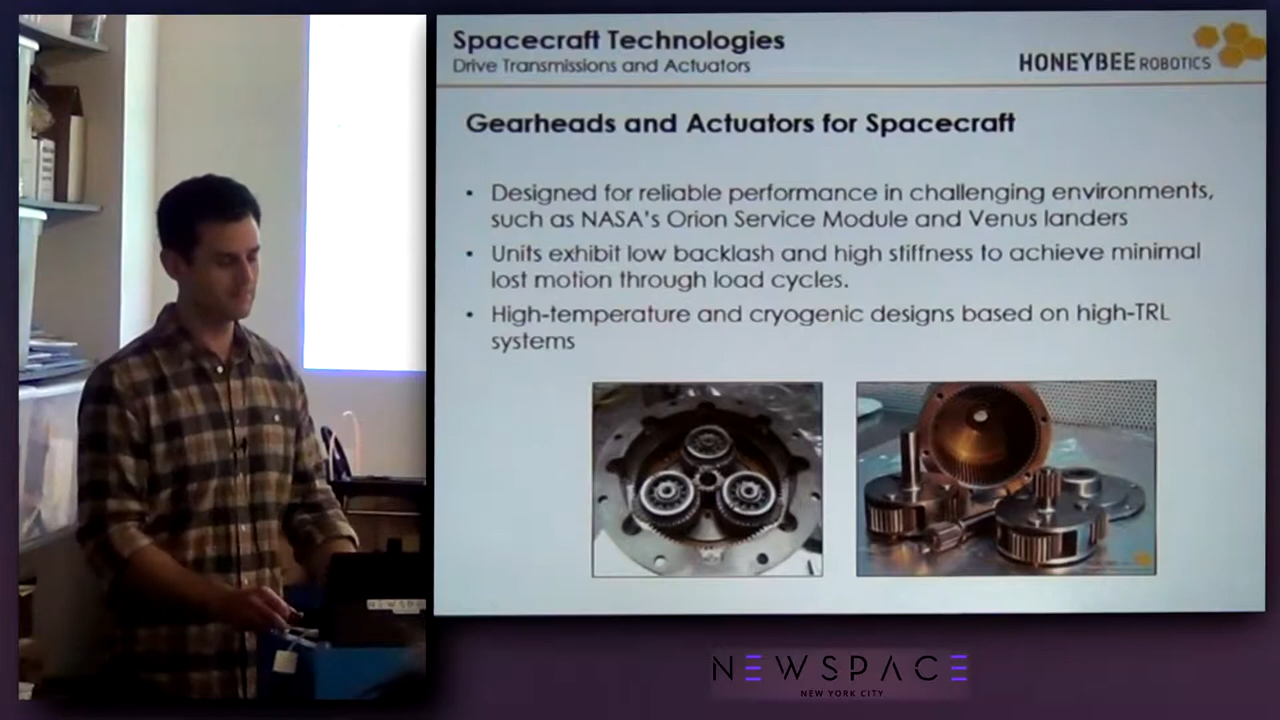 Spacecraft Technologies
Drive Transmissions and Actuators
HONEYBEE ROBOTICS
Gearheads and Actuators for Spacecraft
• Designed for reliable performance in challenging environments,
such as NASA's Orion Service Module and Venus landers
• Units exhibit low backlash and high stiffness to achieve minimal
lost motion through load cycles.
• High-temperature and cryogenic designs based on high-TRL
systems
NEWSPACE
NEW YORK CITY